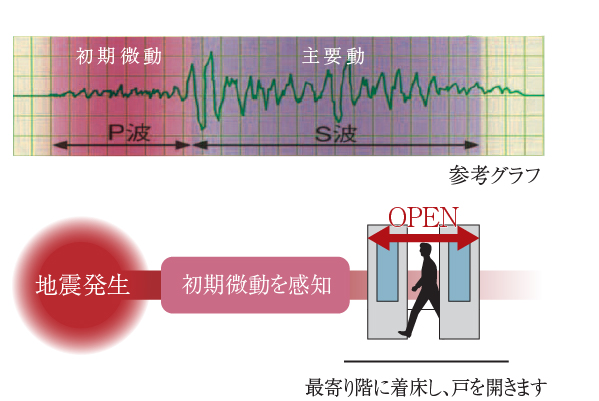 初期微動
主要動
P波
S波
参考グラフ
OPEN
地震発生
初期微動を感知
最寄り階に着床し、戸を開きます